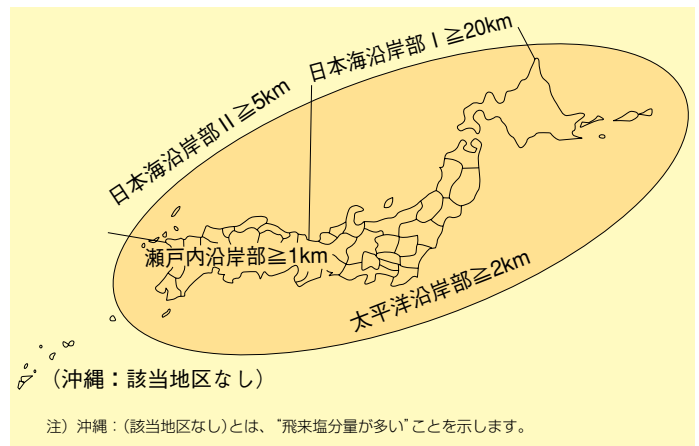 日本海沿岸部Ⅰ≧20km
日本海沿岸部Ⅱ≧5km
瀬戸内沿岸部≧1km
太平洋沿岸部≧2km
(沖縄：該当地区なし)
注）沖縄：(該当地区なし)とは、“飛来塩分量が多い”ことを示します。